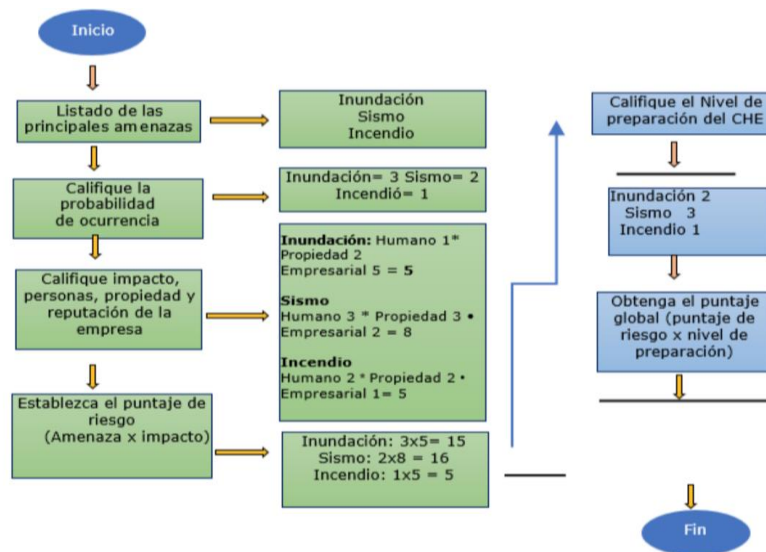 Inicio
Listado de las
principales amenazas
Inundación
Sismo
Incendio
Califique la
probabilidad
de ocurrencia
Inundación= 3 Sismo= 2
Incendió= 1
Califique impacto,
personas, propiedad y
reputación de la
empresa
Inundación: Humano 1*
Propiedad 2
Empresarial 5 = 5
Sismo
Humano 3 * Propiedad 3 •
Empresarial 2 = 8
Incendio
Humano 2 * Propiedad 2 •
Empresarial 1= 5
Establezca el puntaje de
riesgo
(Amenaza x impacto)
Inundación: 3x5= 15
Sismo: 2x8 = 16
Incendio: 1x5 = 5
Califique el Nivel de
preparación del CHE
Inundación 2
Sismo 3
Incendio 1
Obtenga el puntaje
global (puntaje de
riesgo x nivel de
preparación)
Fin